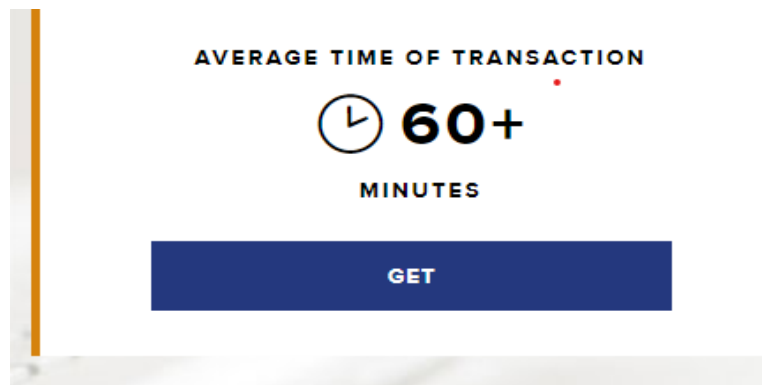 AVERAGE TIME OF TRANSACTION
60+
MINUTES
GET